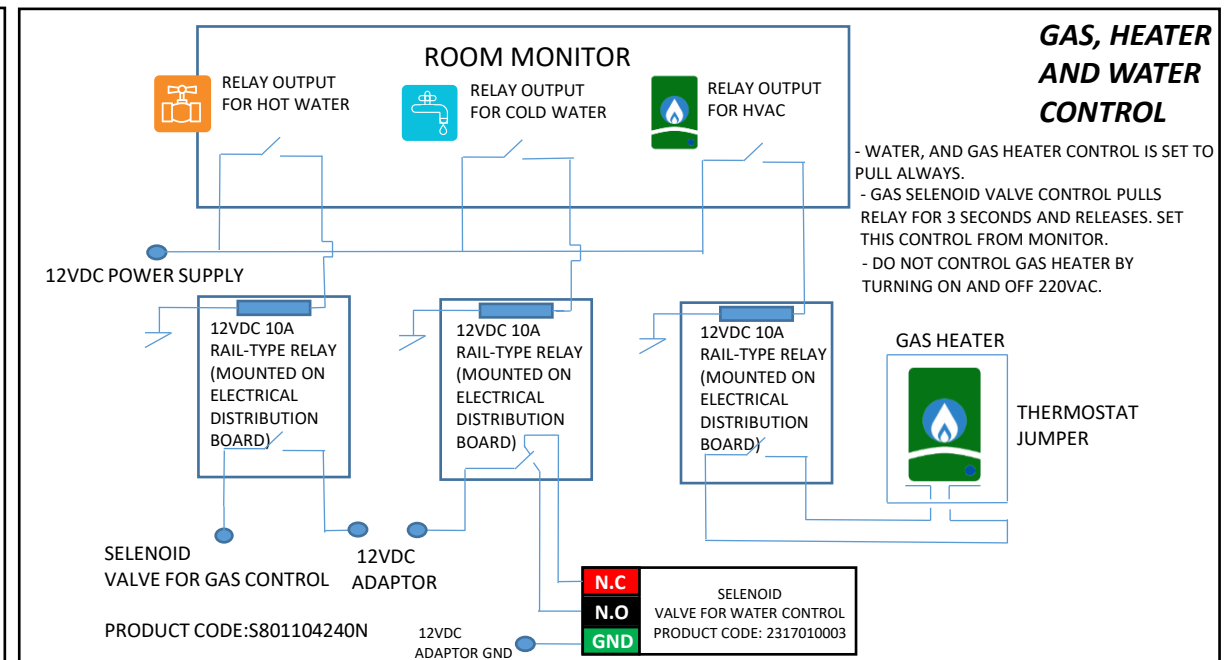 GAS, HEATER
AND WATER
CONTROL
ROOM MONITOR
RELAY OUTPUT
FOR HOT WATER
RELAY OUTPUT
FOR COLD WATER
RELAY OUTPUT
FOR HVAC
- WATER, AND GAS HEATER CONTROL IS SET TO
PULL ALWAYS.
- GAS SELENOID VALVE CONTROL PULLS
RELAY FOR 3 SECONDS AND RELEASES. SET
THIS CONTROL FROM MONITOR.
- DO NOT CONTROL GAS HEATER BY
TURNING ON AND OFF 220VAC.
12VDC POWER SUPPLY
12VDC 10A
RAIL-TYPE RELAY
(MOUNTED ON
ELECTRICAL
DISTRIBUTION
BOARD)
12VDC 10A
RAIL-TYPE RELAY
(MOUNTED ON
ELECTRICAL
DISTRIBUTION
BOARD)
12VDC 10A
RAIL-TYPE RELAY
(MOUNTED ON
ELECTRICAL
DISTRIBUTION
BOARD)
GAS HEATER
THERMOSTAT
JUMPER
SELENOID
VALVE FOR GAS CONTROL
12VDC
ADAPTOR
PRODUCT CODE:S801104240N
12VDC
ADAPTOR GND
N.C
N.O
GND
SELENOID
VALVE FOR WATER CONTROL
PRODUCT CODE: 2317010003